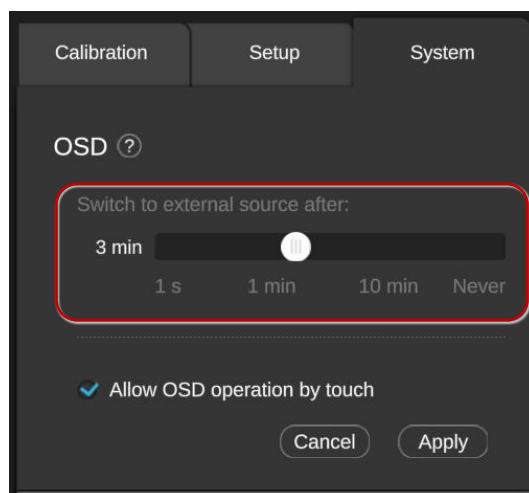 Calibration Setup System
OSD ?
Switch to external source after:
3 min
1 s 1 min 10 min Never
Allow OSD operation by touch
Cancel Apply